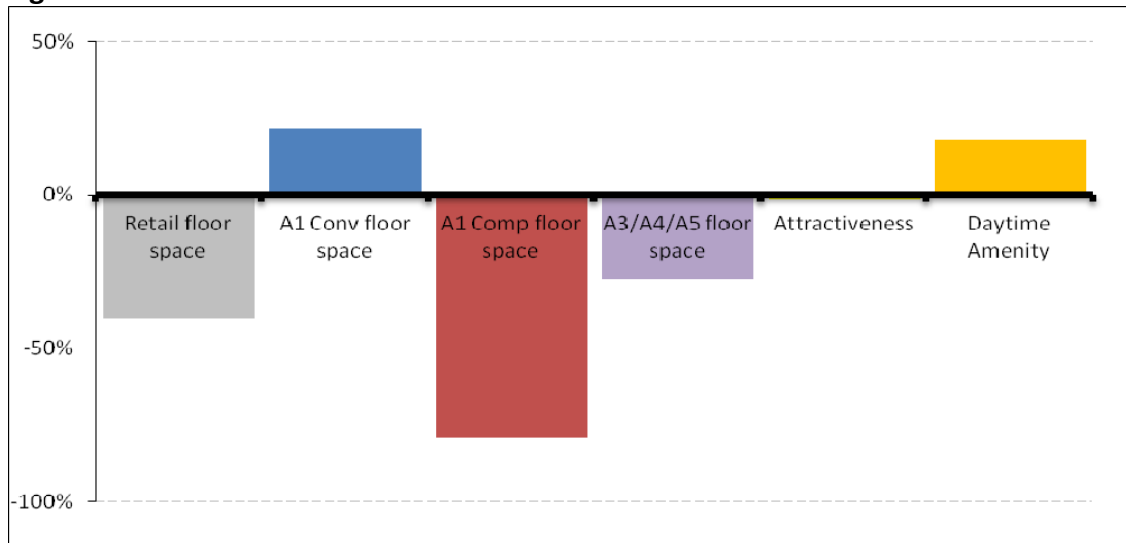 50%
0%
Retail floor
space
A1 Conv floor
space
A1 Comp floor
space
A3/A4/A5 floor
space
Attractiveness
Daytime
Amenity
-50%
-100%